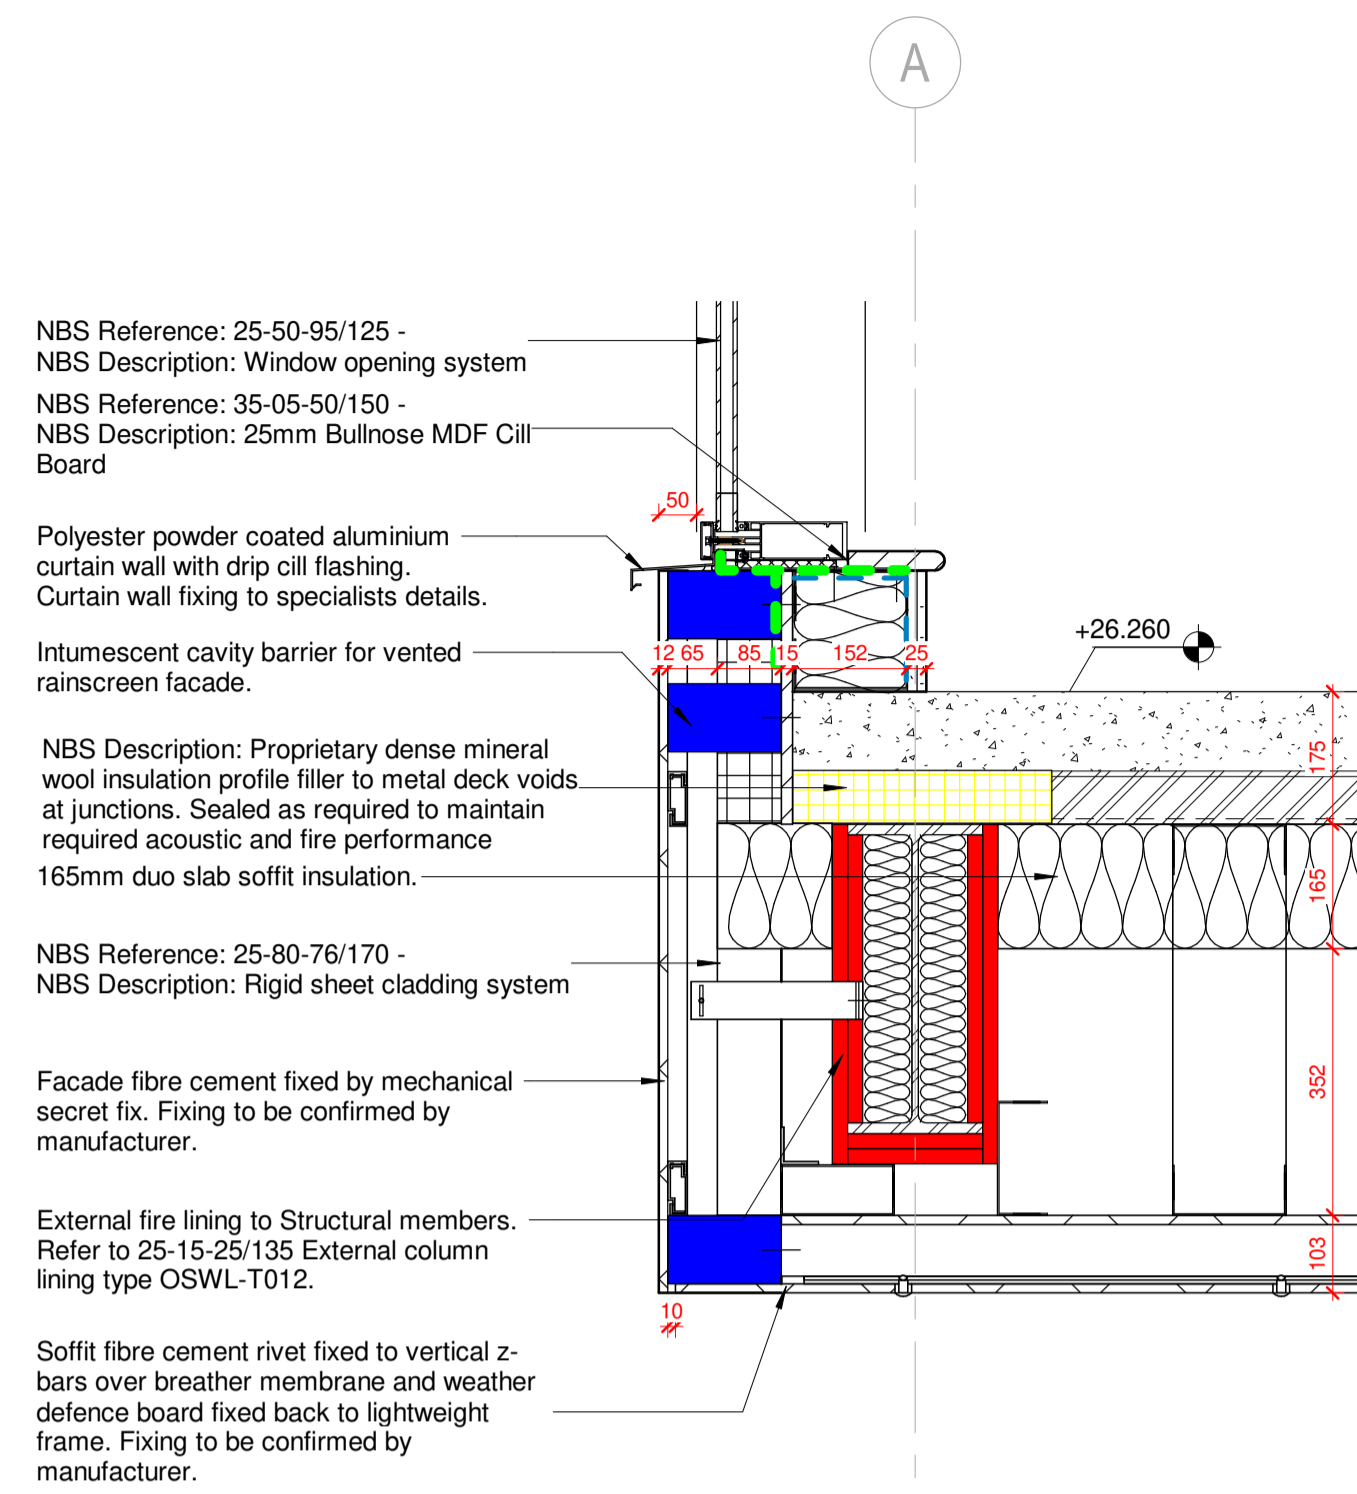 A
NBS Reference: 25-50-95/125 -
NBS Description: Window opening system
NBS Reference: 35-05-50/150 -
NBS Description: 25mm Bullnose MDF Cill
Board
50
Polyester powder coated aluminium
curtain wall with drip cill flashing.
Curtain wall fixing to specialists details.
+26.260
Intumescent cavity barrier for vented
rainscreen facade.
12 65 85 15 152 25
NBS Description: Proprietary dense mineral
wool insulation profile filler to metal deck voids
at junctions. Sealed as required to maintain
required acoustic and fire performance
175
165mm duo slab soffit insulation.
165
NBS Reference: 25-80-76/170 -
NBS Description: Rigid sheet cladding system
Facade fibre cement fixed by mechanical
secret fix. Fixing to be confirmed by
manufacturer.
352
External fire lining to Structural members.
Refer to 25-15-25/135 External column
lining type OSWL-T012.
103
10
Soffit fibre cement rivet fixed to vertical z-
bars over breather membrane and weather
defence board fixed back to lightweight
frame. Fixing to be confirmed by
manufacturer.